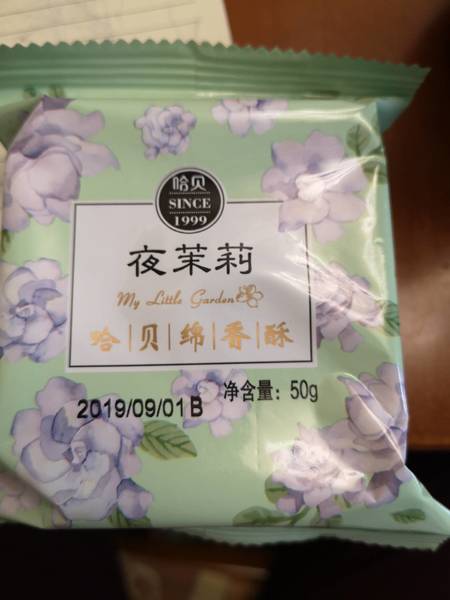 哈贝
SINCE
1999
夜茉莉
My Little Garden
哈贝绵香酥
2019/09/01B
净含量：50g